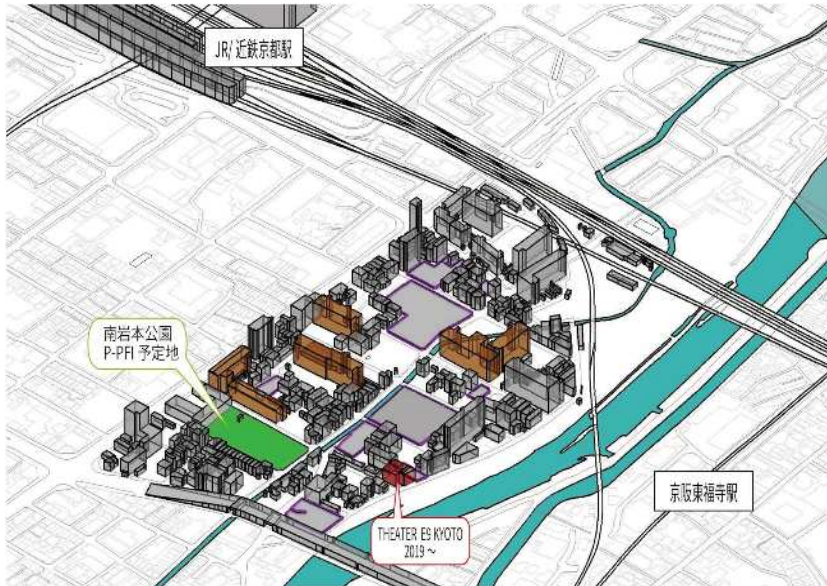 JR/ 近鉄京都駅
南岩本公園
P-PFI 予定地
京阪東福寺駅
THEATER E9 KYOTO
2019 ～